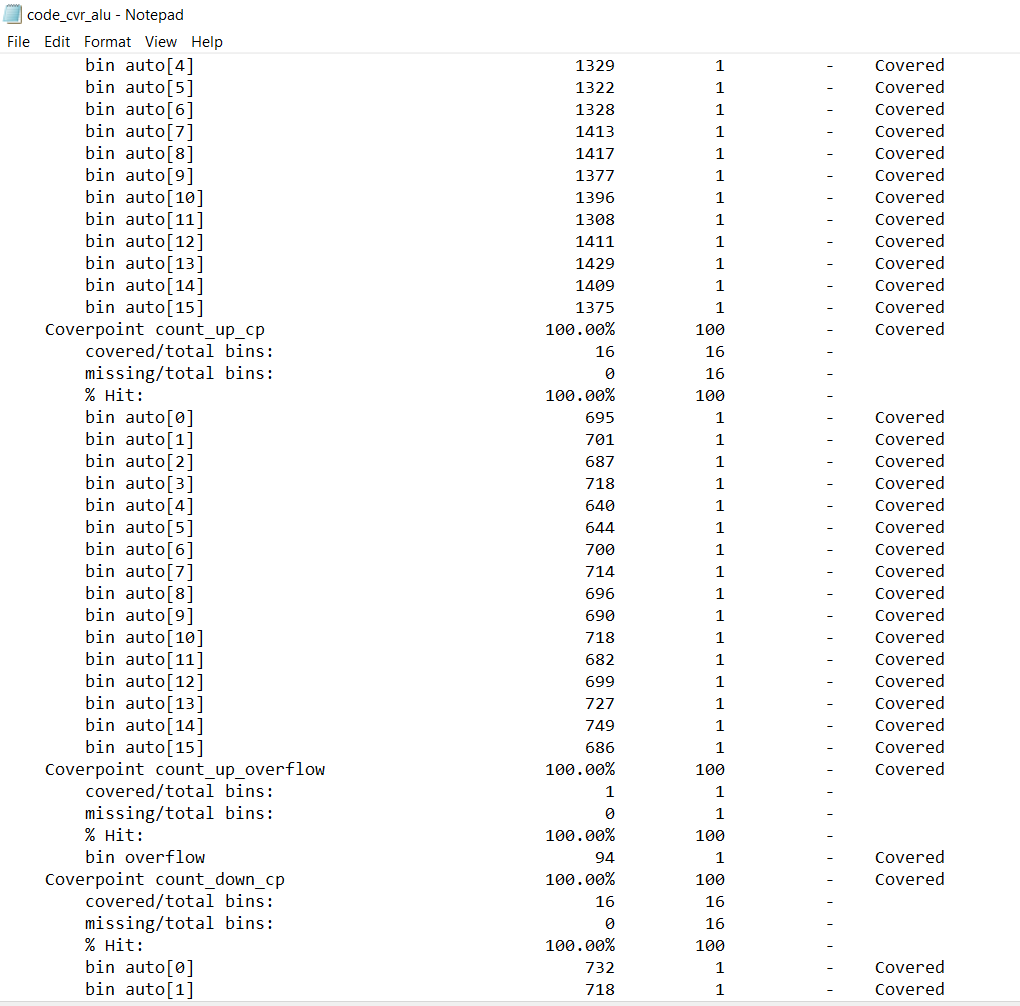 code_cvr_alu - Notepad
File Edit Format View Help
bin auto[4] 1329 1 - Covered
bin auto[5] 1322 1 - Covered
bin auto[6] 1328 1 - Covered
bin auto[7] 1413 1 - Covered
bin auto[8] 1417 1 - Covered
bin auto[9] 1377 1 - Covered
bin auto[10] 1396 1 - Covered
bin auto[11] 1308 1 - Covered
bin auto[12] 1411 1 - Covered
bin auto[13] 1429 1 - Covered
bin auto[14] 1409 1 - Covered
bin auto[15] 1375 1 - Covered
Coverpoint count_up_cp 100.00% 100 - Covered
covered/total bins: 16 16 -
missing/total bins: 0 16 -
% Hit: 100.00% 100 -
bin auto[0] 695 1 - Covered
bin auto[1] 701 1 - Covered
bin auto[2] 687 1 - Covered
bin auto[3] 718 1 - Covered
bin auto[4] 640 1 - Covered
bin auto[5] 644 1 - Covered
bin auto[6] 700 1 - Covered
bin auto[7] 714 1 - Covered
bin auto[8] 696 1 - Covered
bin auto[9] 690 1 - Covered
bin auto[10] 718 1 - Covered
bin auto[11] 682 1 - Covered
bin auto[12] 699 1 - Covered
bin auto[13] 727 1 - Covered
bin auto[14] 749 1 - Covered
bin auto[15] 686 1 - Covered
Coverpoint count_up_overflow 100.00% 100 - Covered
covered/total bins: 1 1 -
missing/total bins: 0 1 -
% Hit: 100.00% 100 -
bin overflow 94 1 - Covered
Coverpoint count_down_cp 100.00% 100 - Covered
covered/total bins: 16 16 -
missing/total bins: 0 16 -
% Hit: 100.00% 100 -
bin auto[0] 732 1 - Covered
bin auto[1] 718 1 - Covered